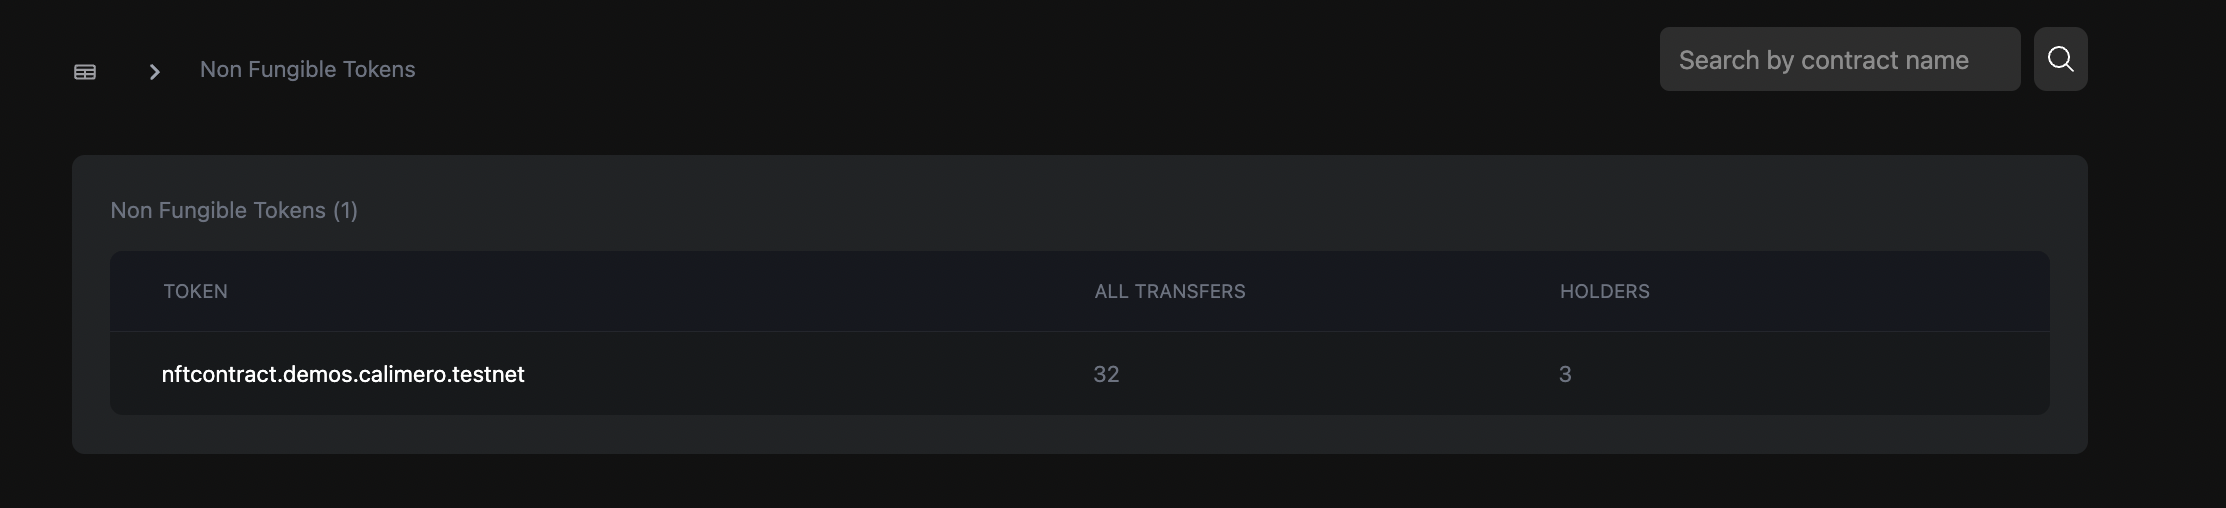 Non Fungible Tokens
Search by contract name
Non Fungible Tokens (1)
TOKEN ALL TRANSFERS HOLDERS
nftcontract.demos.calimero.testnet 32 3